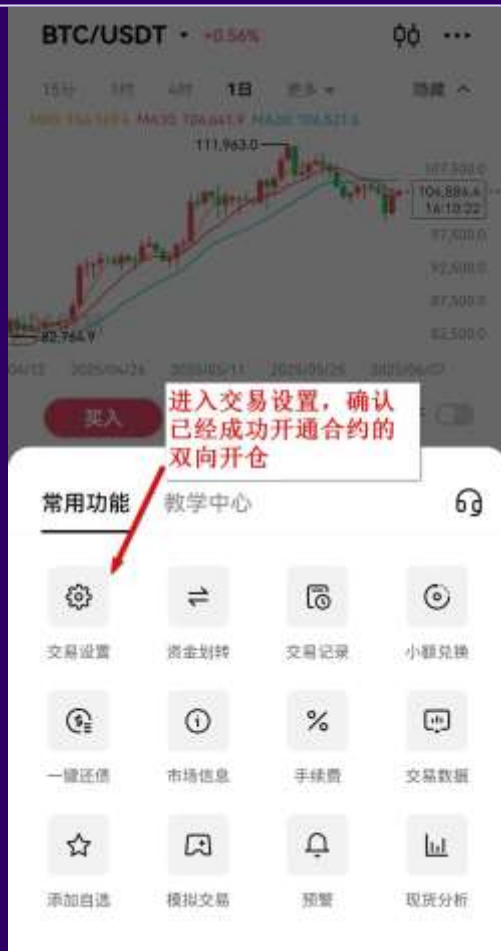 BTC/USDT +0.56%
15分 1时 4时 1日 更多 隐藏
111,963.0
107,500.0
104,884.4
16:10:22
97,500.0
92,500.0
87,500.0
82,500.0
82,764.9
2025/04/26 2025/05/11 2025/05/25 2025/06/07
买入
进入交易设置，确认
已经成功开通合约的
双向开仓
常用功能 教学中心
交易设置 资金划转 交易记录 小额兑换
一键还债 市场信息 手续费 交易数据
添加自选 模拟交易 预警 现货分析